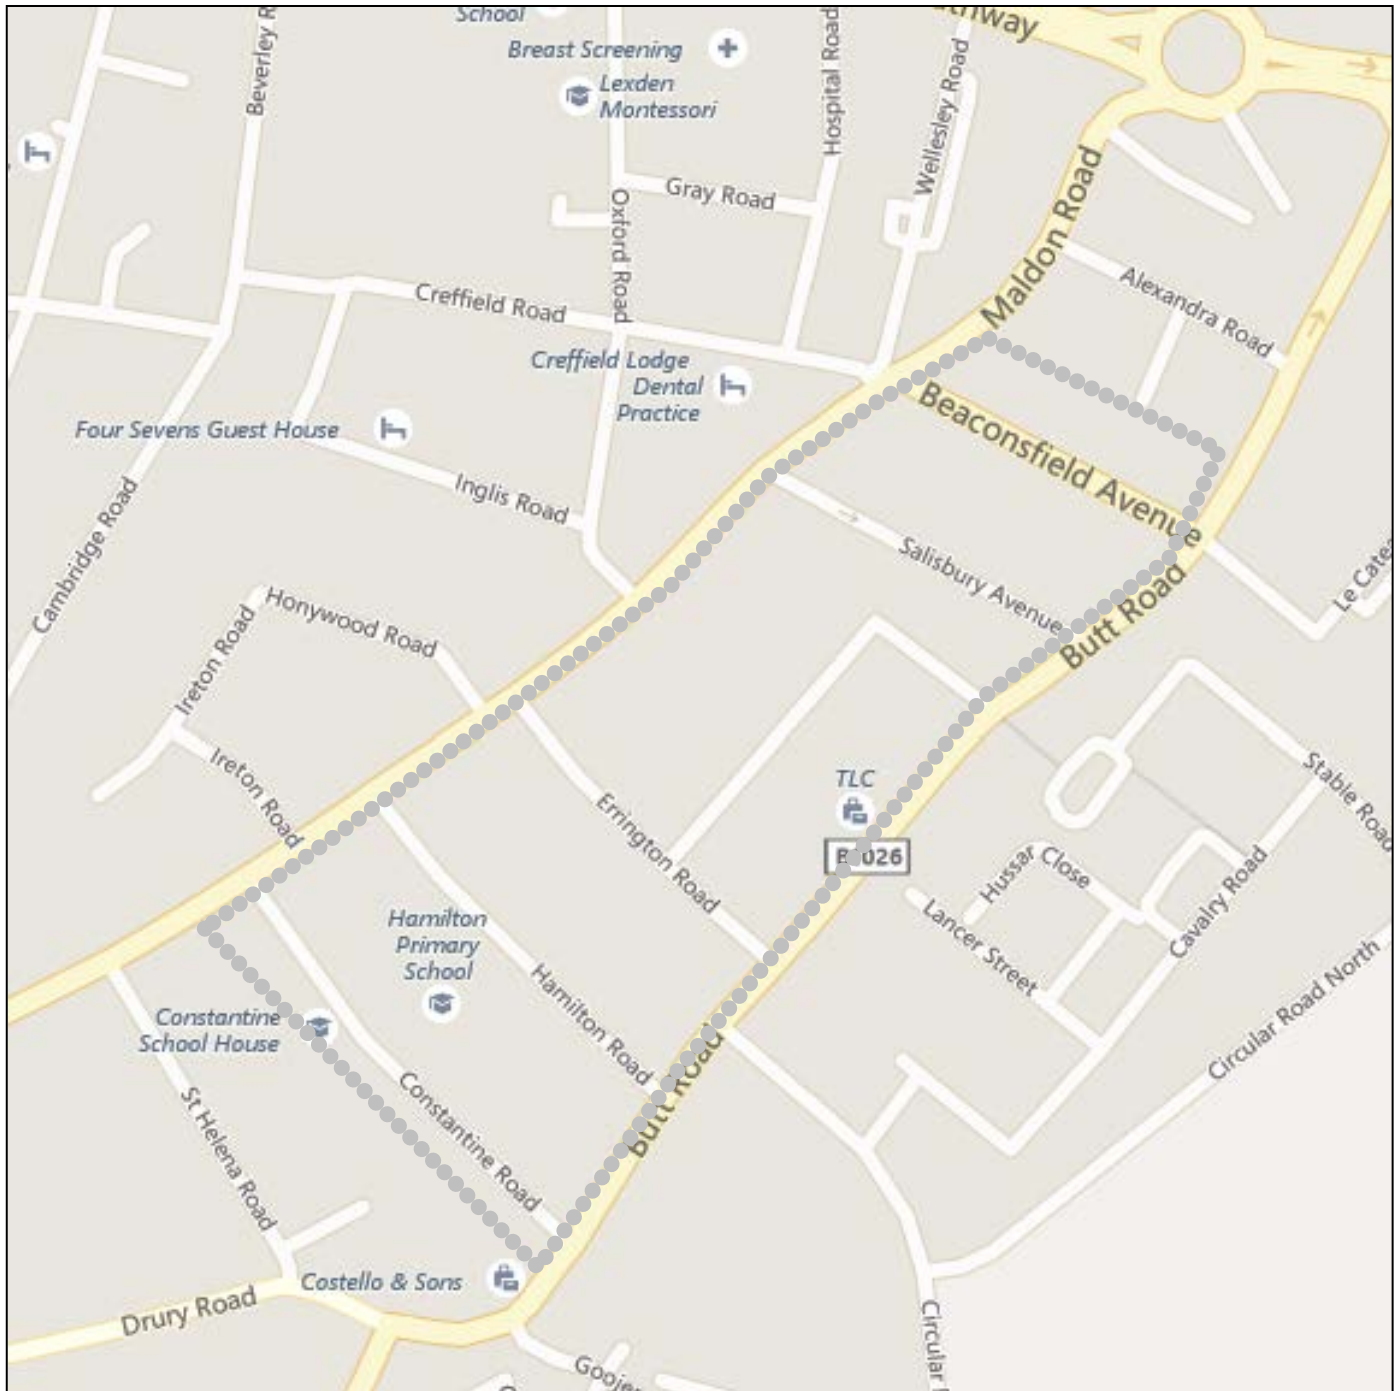 School
thway
Beverley R
Breast Screening
Hospital Road
Wellesley Road
Lexden
Montessori
Gray Road
Maldon Road
Oxford Road
Creffield Road
Alexandra Road
Creffield Lodge
Dental
Practice
Beaconsfield Avenue
Four Sevens Guest House
Inglis Road
Cambridge Road
Salisbury Avenue
Le Cate
Butt Road
Honywood Road
Ireton Road
Ireton Road
TLC
Stable Road
Errington Road
Hussar Close
Cavalry Road
Lancer Street
Hamilton
Primary
School
Hamilton Road
Circular Road North
Constantine
School House
Butt Road
Constantine Road
St Helena Road
Costello & Sons
Drury Road
Circular
Goojer